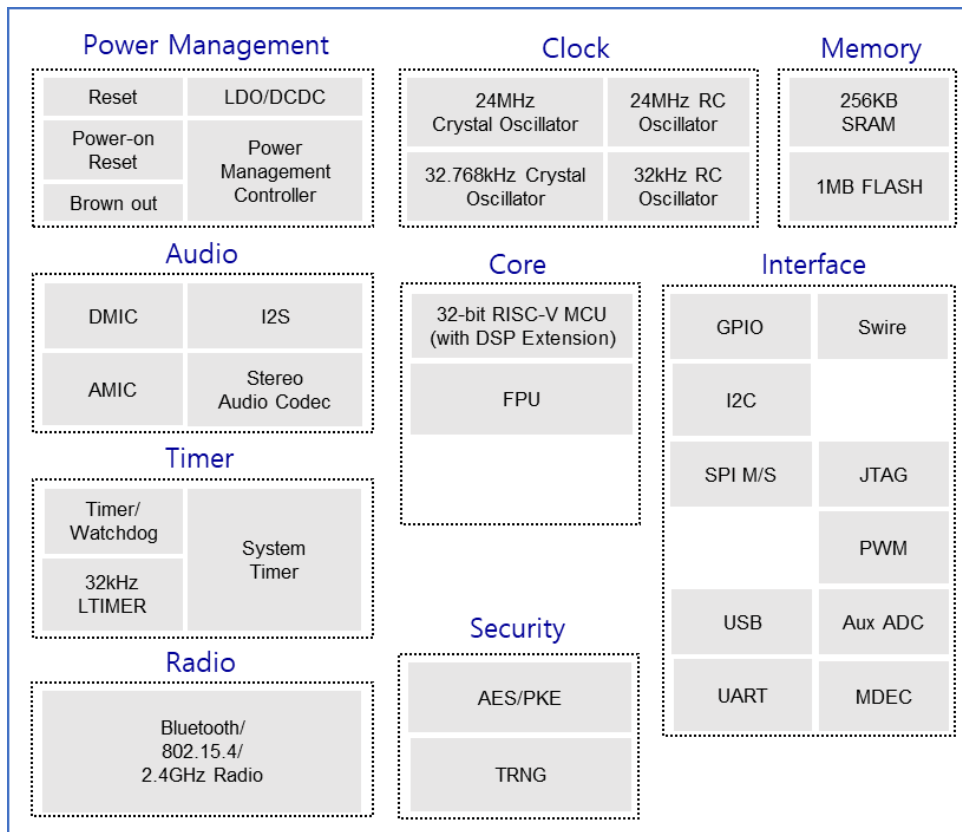 Power Management
Reset
LDO/DCDC
Power-on
Reset
Power
Management
Controller
Brown out
Clock
24MHz
Crystal Oscillator
24MHz RC
Oscillator
32.768kHz Crystal
Oscillator
32kHz RC
Oscillator
Memory
256KB
SRAM
1MB FLASH
Audio
DMIC
I2S
AMIC
Stereo
Audio Codec
Core
32-bit RISC-V MCU
(with DSP Extension)
FPU
Interface
GPIO
Swire
I2C
SPI M/S
JTAG
PWM
USB
Aux ADC
UART
MDEC
Timer
Timer/
Watchdog
System
Timer
32kHz
LTIMER
Security
AES/PKE
TRNG
Radio
Bluetooth/
802.15.4/
2.4GHz Radio